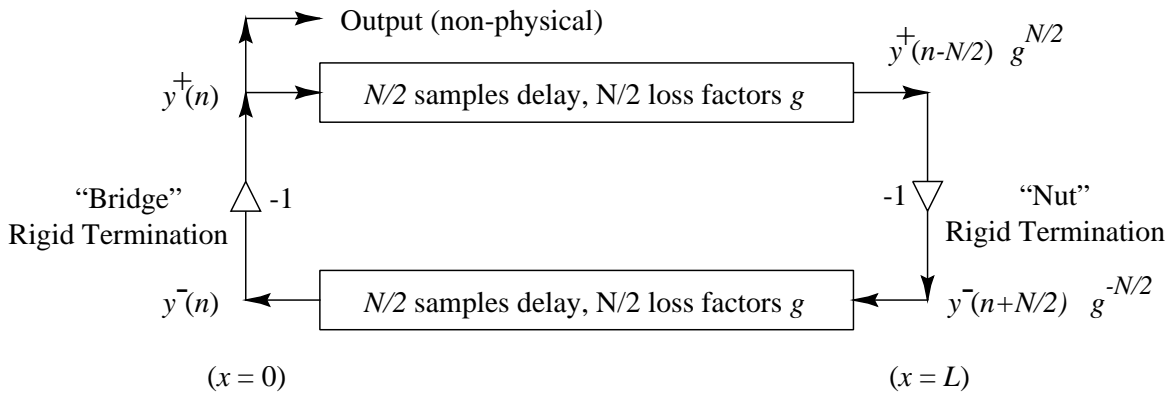 Output (non-physical)
y⁺(n)
N/2 samples delay, N/2 loss factors g
y⁺(n-N/2) g^{N/2}
“Bridge”
Rigid Termination
-1
-1
“Nut”
Rigid Termination
y⁻(n)
N/2 samples delay, N/2 loss factors g
y⁻(n+N/2) g^{-N/2}
(x = 0)
(x = L)